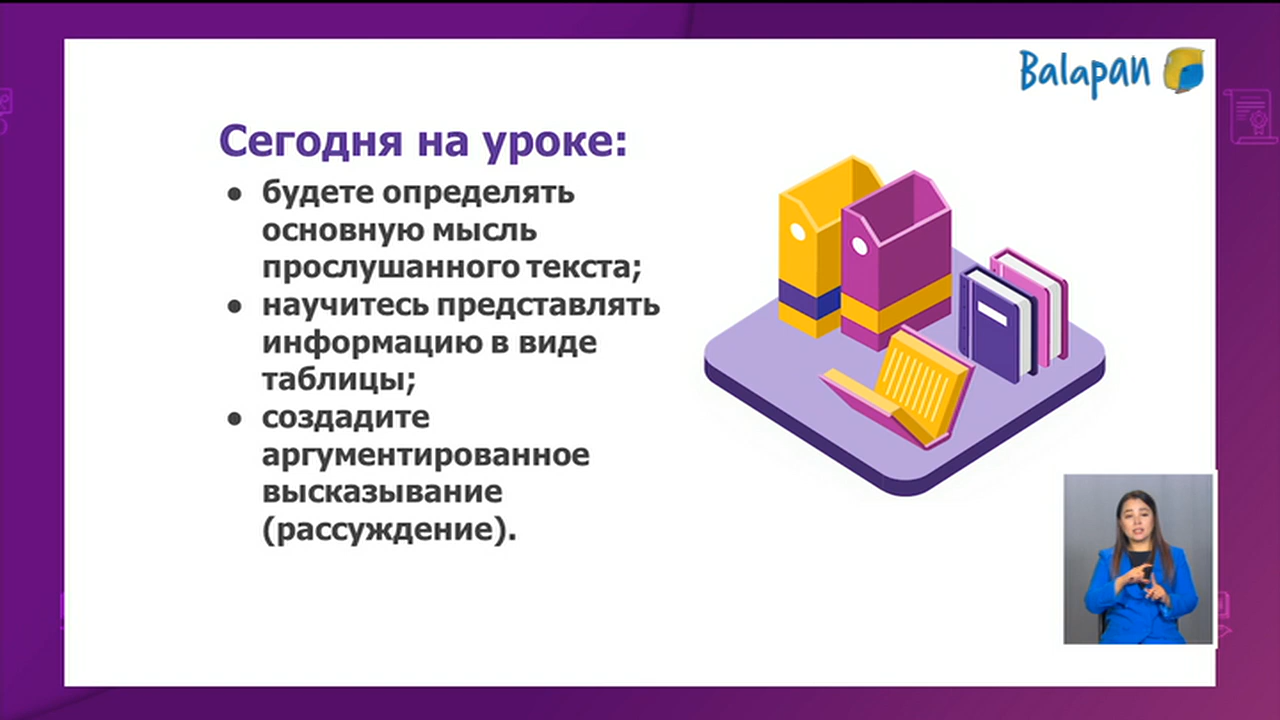 Balapan
Сегодня на уроке:
● будете определять
основную мысль
прослушанного текста;
● научитесь представлять
информацию в виде
таблицы;
● создадите
аргументированное
высказывание
(рассуждение).